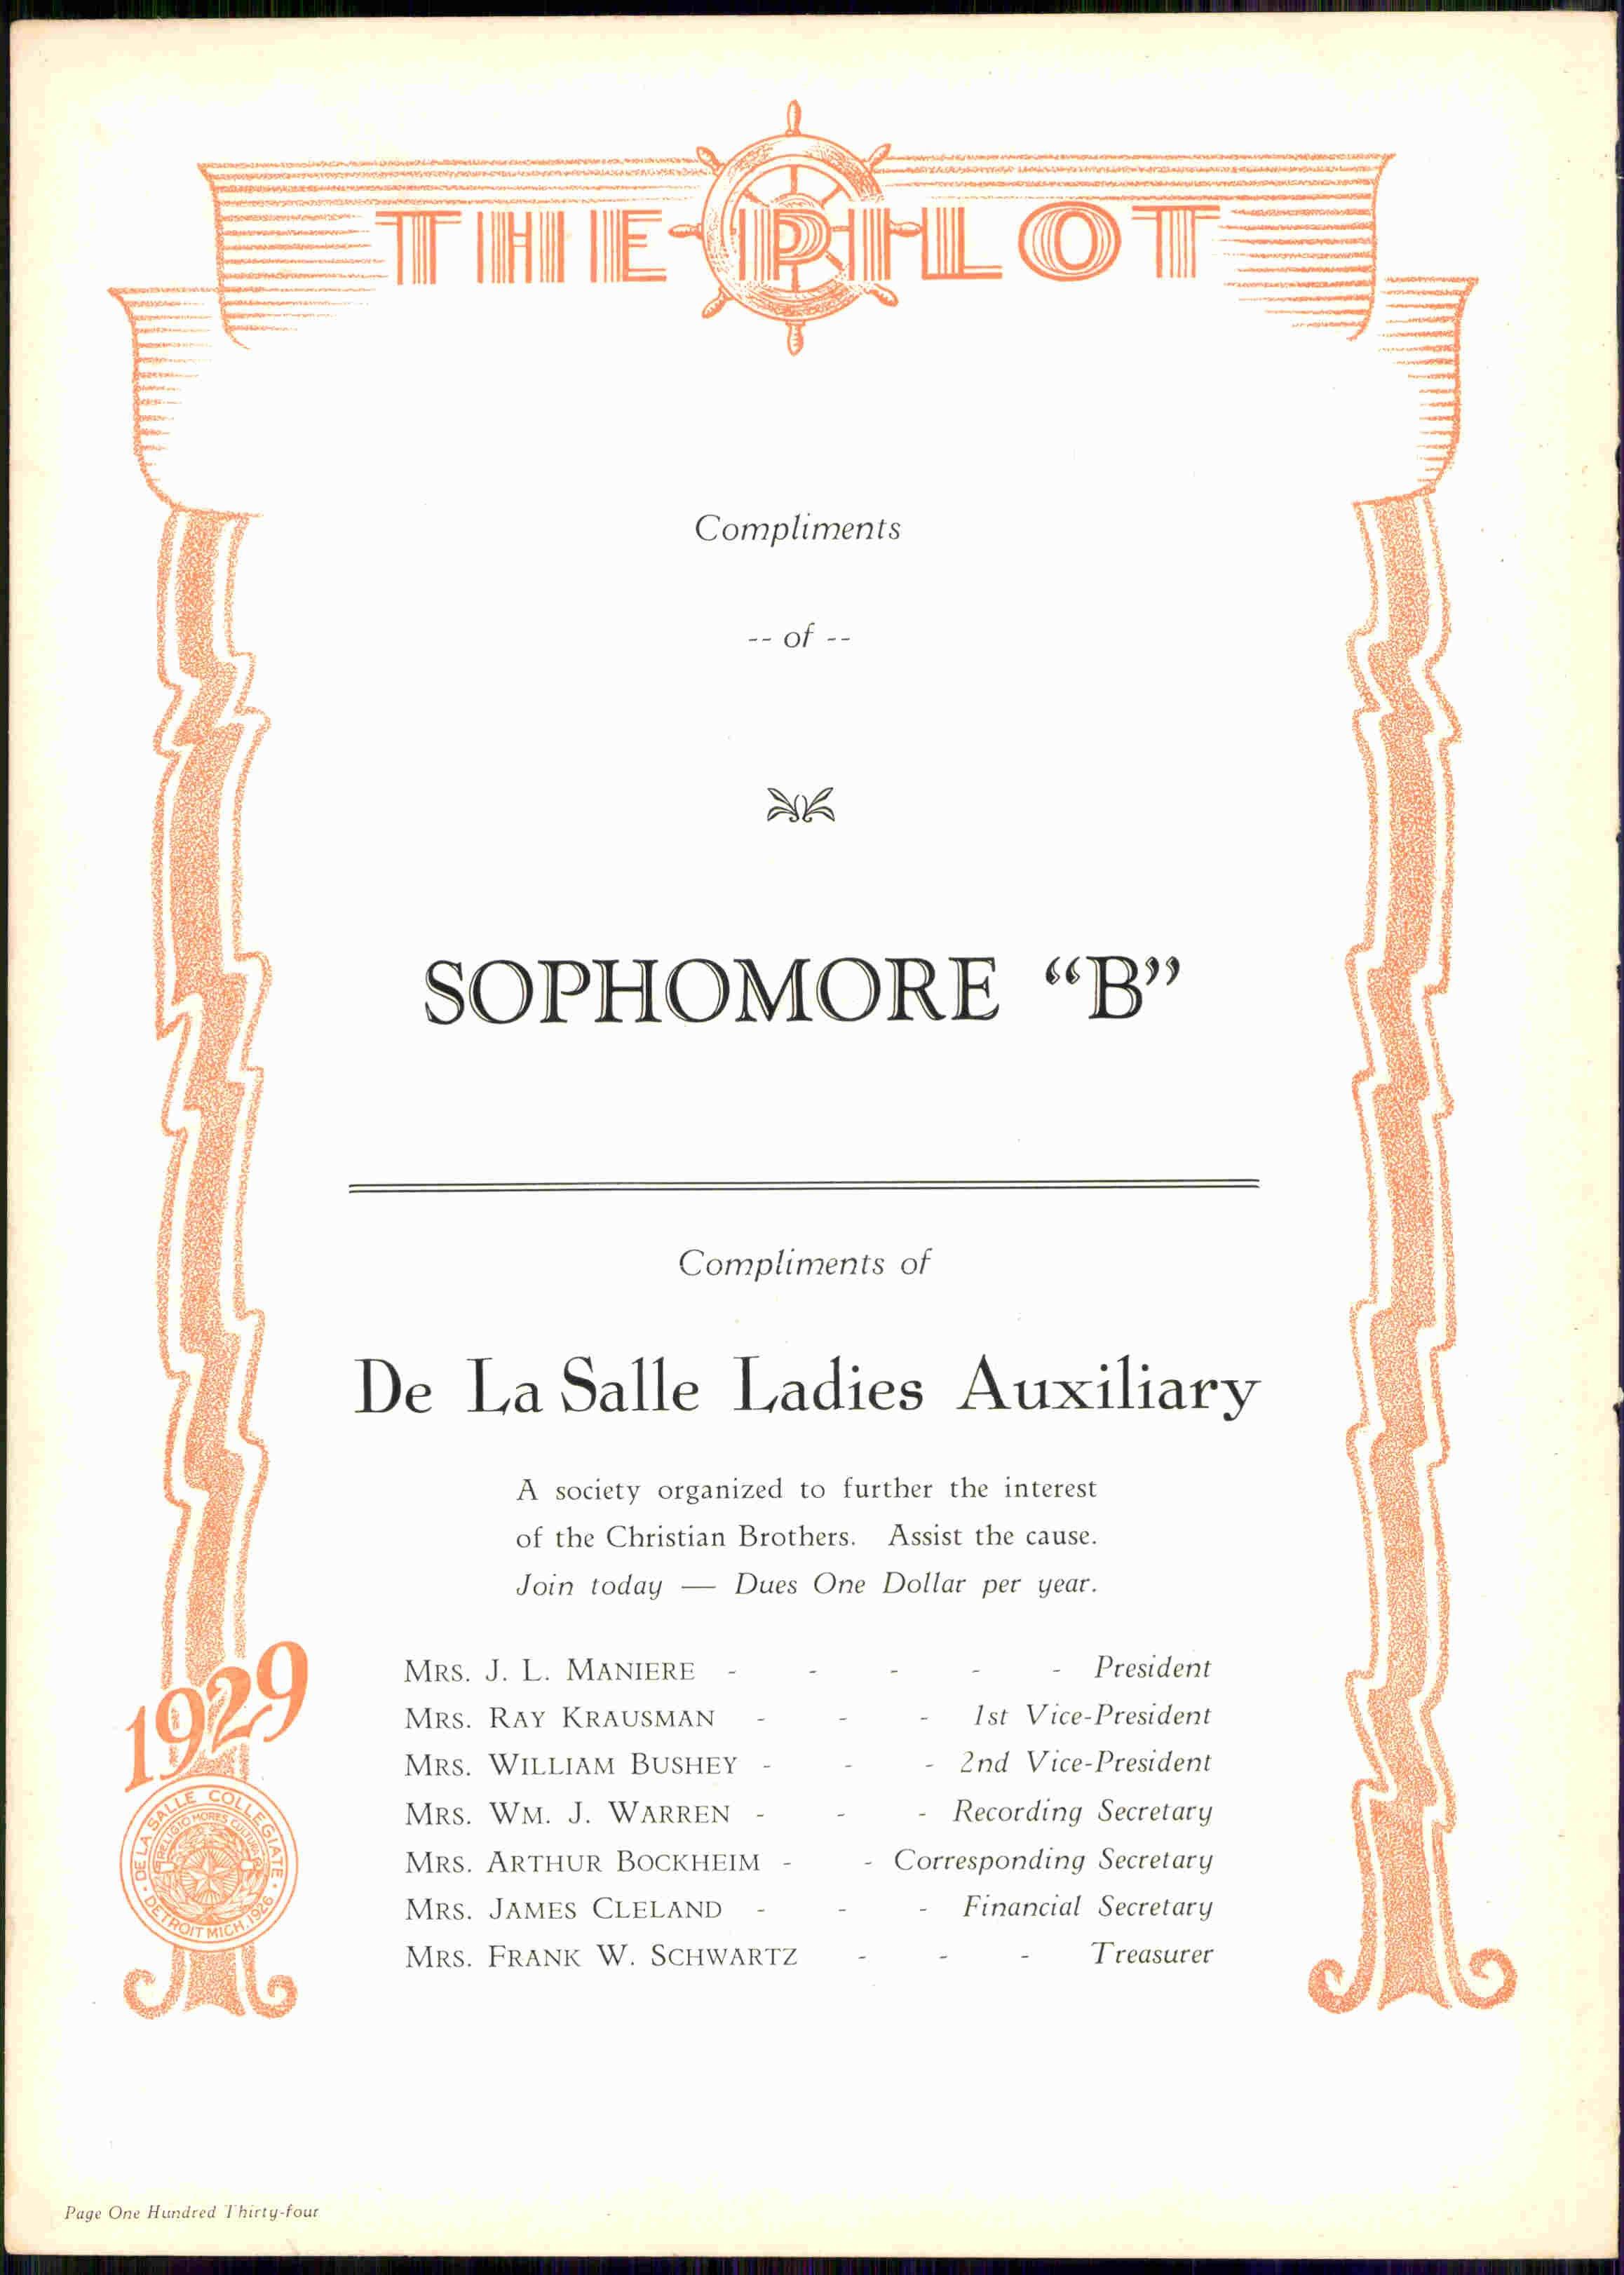 THE PILOT
Compliments
-- of --
SOPHOMORE “B”
Compliments of
De La Salle Ladies Auxiliary
A society organized to further the interest
of the Christian Brothers. Assist the cause.
Join today — Dues One Dollar per year.
MRS. J. L. MANIERE - - - - - President
MRS. RAY KRAUSMAN - - - 1st Vice-President
MRS. WILLIAM BUSHEY - - - 2nd Vice-President
MRS. WM. J. WARREN - - - Recording Secretary
MRS. ARTHUR BOCKHEIM - - Corresponding Secretary
MRS. JAMES CLELAND - - - Financial Secretary
MRS. FRANK W. SCHWARTZ - - - Treasurer
1929
DE LA SALLE COLLEGIATE
DETROIT MICH. 1926
RELIGIO MORES CULTURA
Page One Hundred Thirty-four